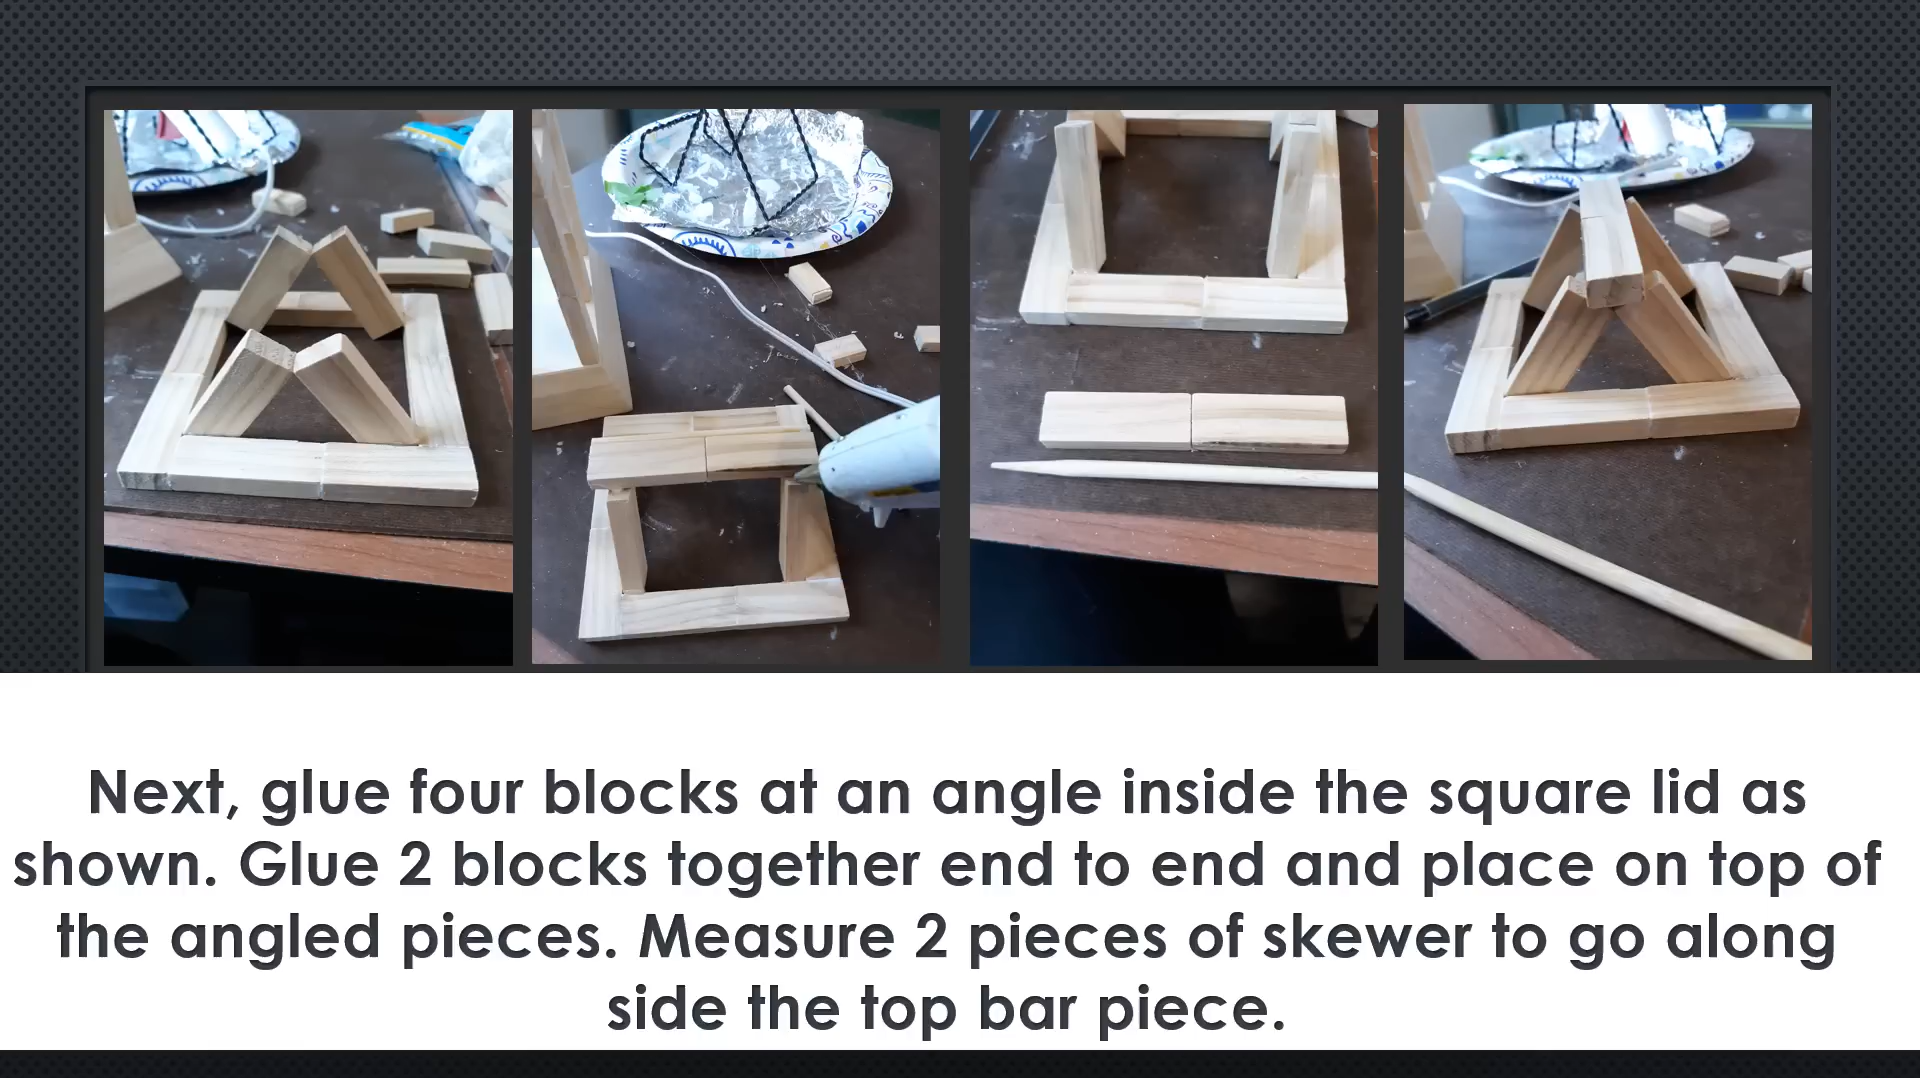 Next, glue four blocks at an angle inside the square lid as
shown. Glue 2 blocks together end to end and place on top of
the angled pieces. Measure 2 pieces of skewer to go along
side the top bar piece.